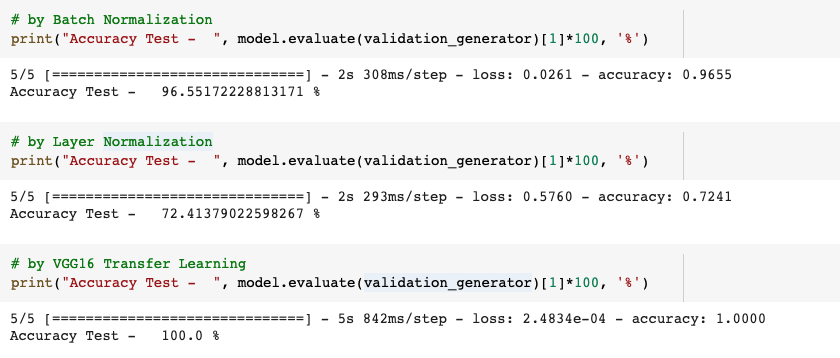 # by Batch Normalization
print("Accuracy Test -  ", model.evaluate(validation_generator)[1]*100, '%')
5/5 [==============================] - 2s 308ms/step - loss: 0.0261 - accuracy: 0.9655
Accuracy Test -   96.55172228813171 %
# by Layer Normalization
print("Accuracy Test -  ", model.evaluate(validation_generator)[1]*100, '%')
5/5 [==============================] - 2s 293ms/step - loss: 0.5760 - accuracy: 0.7241
Accuracy Test -   72.41379022598267 %
# by VGG16 Transfer Learning
print("Accuracy Test -  ", model.evaluate(validation_generator)[1]*100, '%')
5/5 [==============================] - 5s 842ms/step - loss: 2.4834e-04 - accuracy: 1.0000
Accuracy Test -   100.0 %